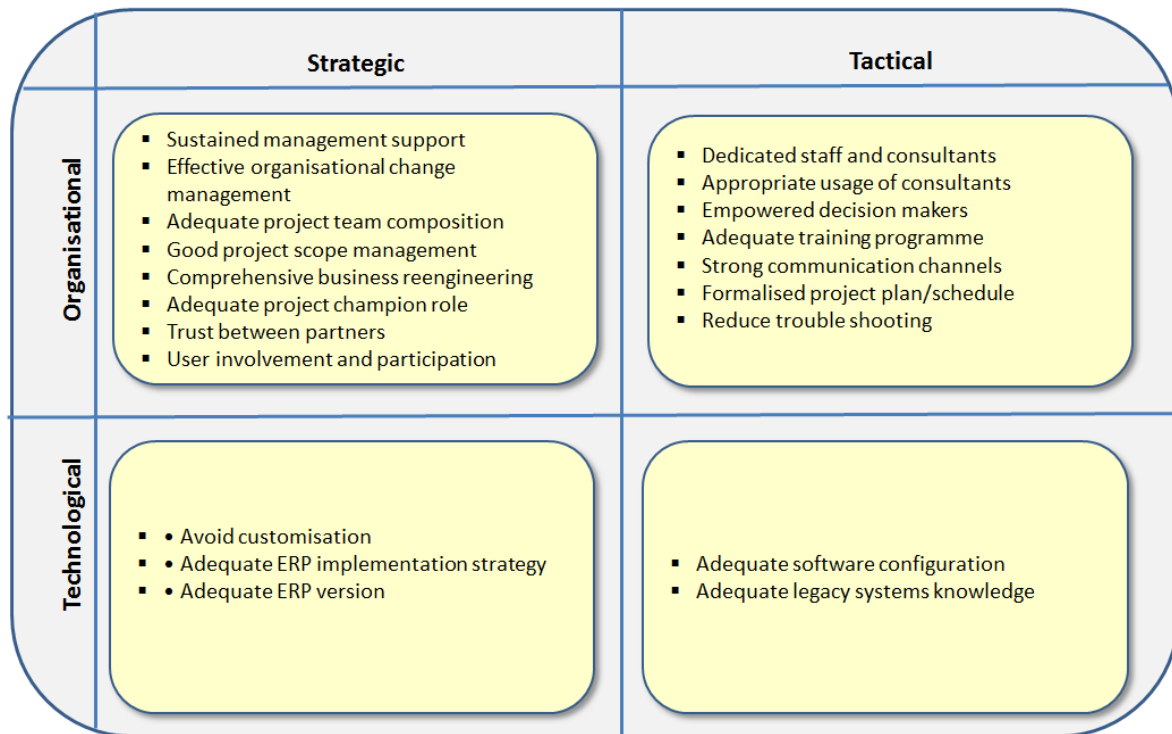 Strategic
Tactical
Organisational
▪ Sustained management support
▪ Effective organisational change
management
▪ Adequate project team composition
▪ Good project scope management
▪ Comprehensive business reengineering
▪ Adequate project champion role
▪ Trust between partners
▪ User involvement and participation
▪ Dedicated staff and consultants
▪ Appropriate usage of consultants
▪ Empowered decision makers
▪ Adequate training programme
▪ Strong communication channels
▪ Formalised project plan/schedule
▪ Reduce trouble shooting
Technological
▪ • Avoid customisation
▪ • Adequate ERP implementation strategy
▪ • Adequate ERP version
▪ Adequate software configuration
▪ Adequate legacy systems knowledge